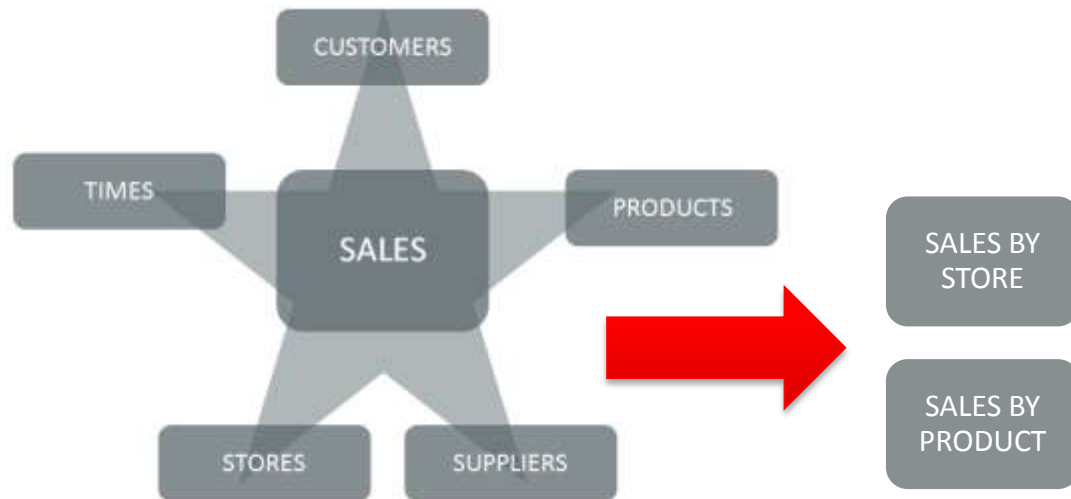 CUSTOMERS
TIMES
PRODUCTS
SALES
STORES
SUPPLIERS
SALES BY
STORE
SALES BY
PRODUCT